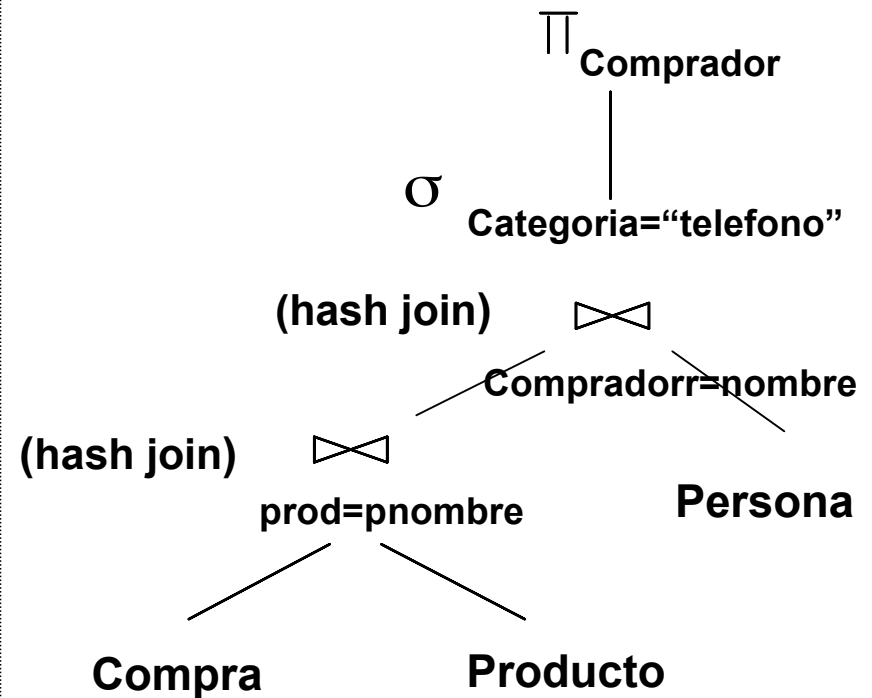 ∏ Comprador
σ Categoria=“telefono”
(hash join) ⋈
Compradorr=nombre
(hash join) ⋈
prod=pnombre
Persona
Compra Producto